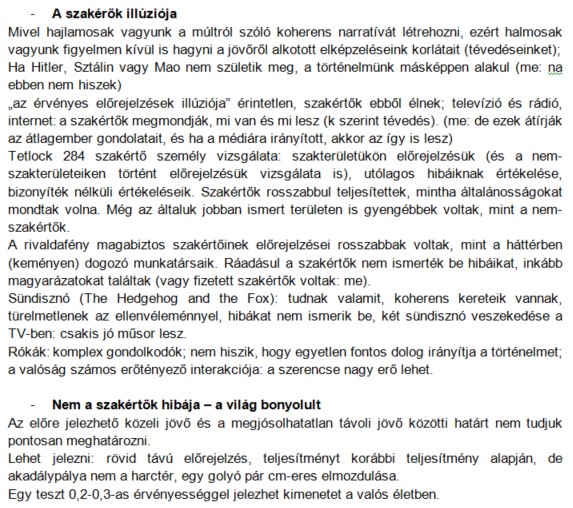 - A szakérők illúziója
Mivel hajlamosak vagyunk a múltról szóló koherens narratívát létrehozni, ezért halmosak
vagyunk figyelmen kívül is hagyni a jövőről alkotott elképzeléseink korlátait (tévedéseinket);
Ha Hitler, Sztálin vagy Mao nem születik meg, a történelmünk másképpen alakul (me: na
ebben nem hiszek)
„az érvényes előrejelzések illúziója” érintetlen, szakértők ebből élnek; televízió és rádió,
internet: a szakértők megmondják, mi van és mi lesz (k szerint tévedés). (me: de ezek átírják
az átlagember gondolatait, és ha a médiára irányított, akkor az így is lesz)
Tetlock 284 szakértő személy vizsgálata: szakterületükön előrejelzésük (és a nem-
szakterületeiken történt előrejelzésük vizsgálata is), utólagos hibáiknak értékelése,
bizonyíték nélküli értékeléseik. Szakértők rosszabbul teljesítettek, mintha általánosságokat
mondtak volna. Még az általuk jobban ismert területen is gyengébbek voltak, mint a nem-
szakértők.
A rivaldafény magabiztos szakértőinek előrejelzései rosszabbak voltak, mint a háttérben
(keményen) dogozó munkatársaik. Ráadásul a szakértők nem ismerték be hibáikat, inkább
magyarázatokat találtak (vagy fizetett szakértők voltak: me).
Sündisznó (The Hedgehog and the Fox): tudnak valamit, koherens kereteik vannak,
türelmetlenek az ellenvéleménnyel, hibákat nem ismerik be, két sündisznó veszekedése a
TV-ben: csakis jó műsor lesz.
Rókák: komplex gondolkodók; nem hiszik, hogy egyetlen fontos dolog irányítja a történelmet;
a valóság számos erőtényező interakciója: a szerencse nagy erő lehet.
- Nem a szakértők hibája – a világ bonyolult
Az előre jelezhető közeli jövő és a megjósolhatatlan távoli jövő közötti határt nem tudjuk
pontosan meghatározni.
Lehet jelezni: rövid távú előrejelzés, teljesítményt korábbi teljesítmény alapján, de
akadálypálya nem a harctér, egy golyó pár cm-eres elmozdulása.
Egy teszt 0,2-0,3-as érvényességgel jelezhet kimenetet a valós életben.